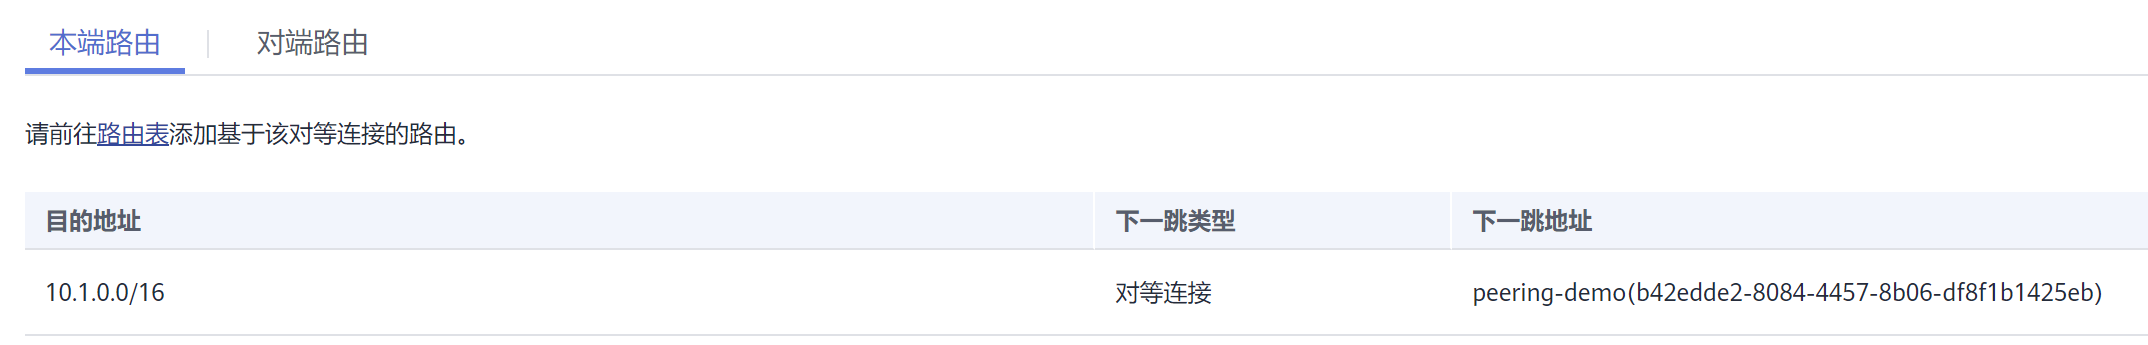 本端路由 对端路由
请前往路由表添加基于该对等连接的路由。
目的地址 下一跳类型 下一跳地址
10.1.0.0/16 对等连接 peering-demo(b42edde2-8084-4457-8b06-df8f1b1425eb)